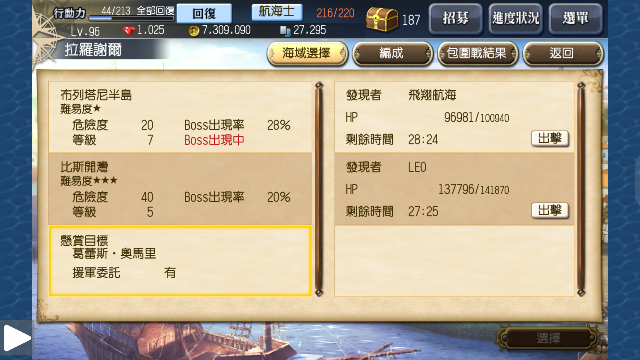 行動力 44/213 全部回復 回復 航海士 216/220 187 招募 進度狀況 選單
Lv.96 1.025 7,309.090 27.295
拉羅謝爾 海域選擇 編成 包圍戰結果 返回
布列塔尼半島
難易度★
危險度 20 Boss出現率 28%
等級 7 Boss出現中
比斯開灣
難易度★★★
危險度 40 Boss出現率 20%
等級 5
懸賞目標
葛蕾斯・奧馬里
援軍委託 有
發現者 飛翔航海
HP 96981/100940
剩餘時間 28:24 出擊
發現者 LEO
HP 137796/141870
剩餘時間 27:25 出擊
選擇